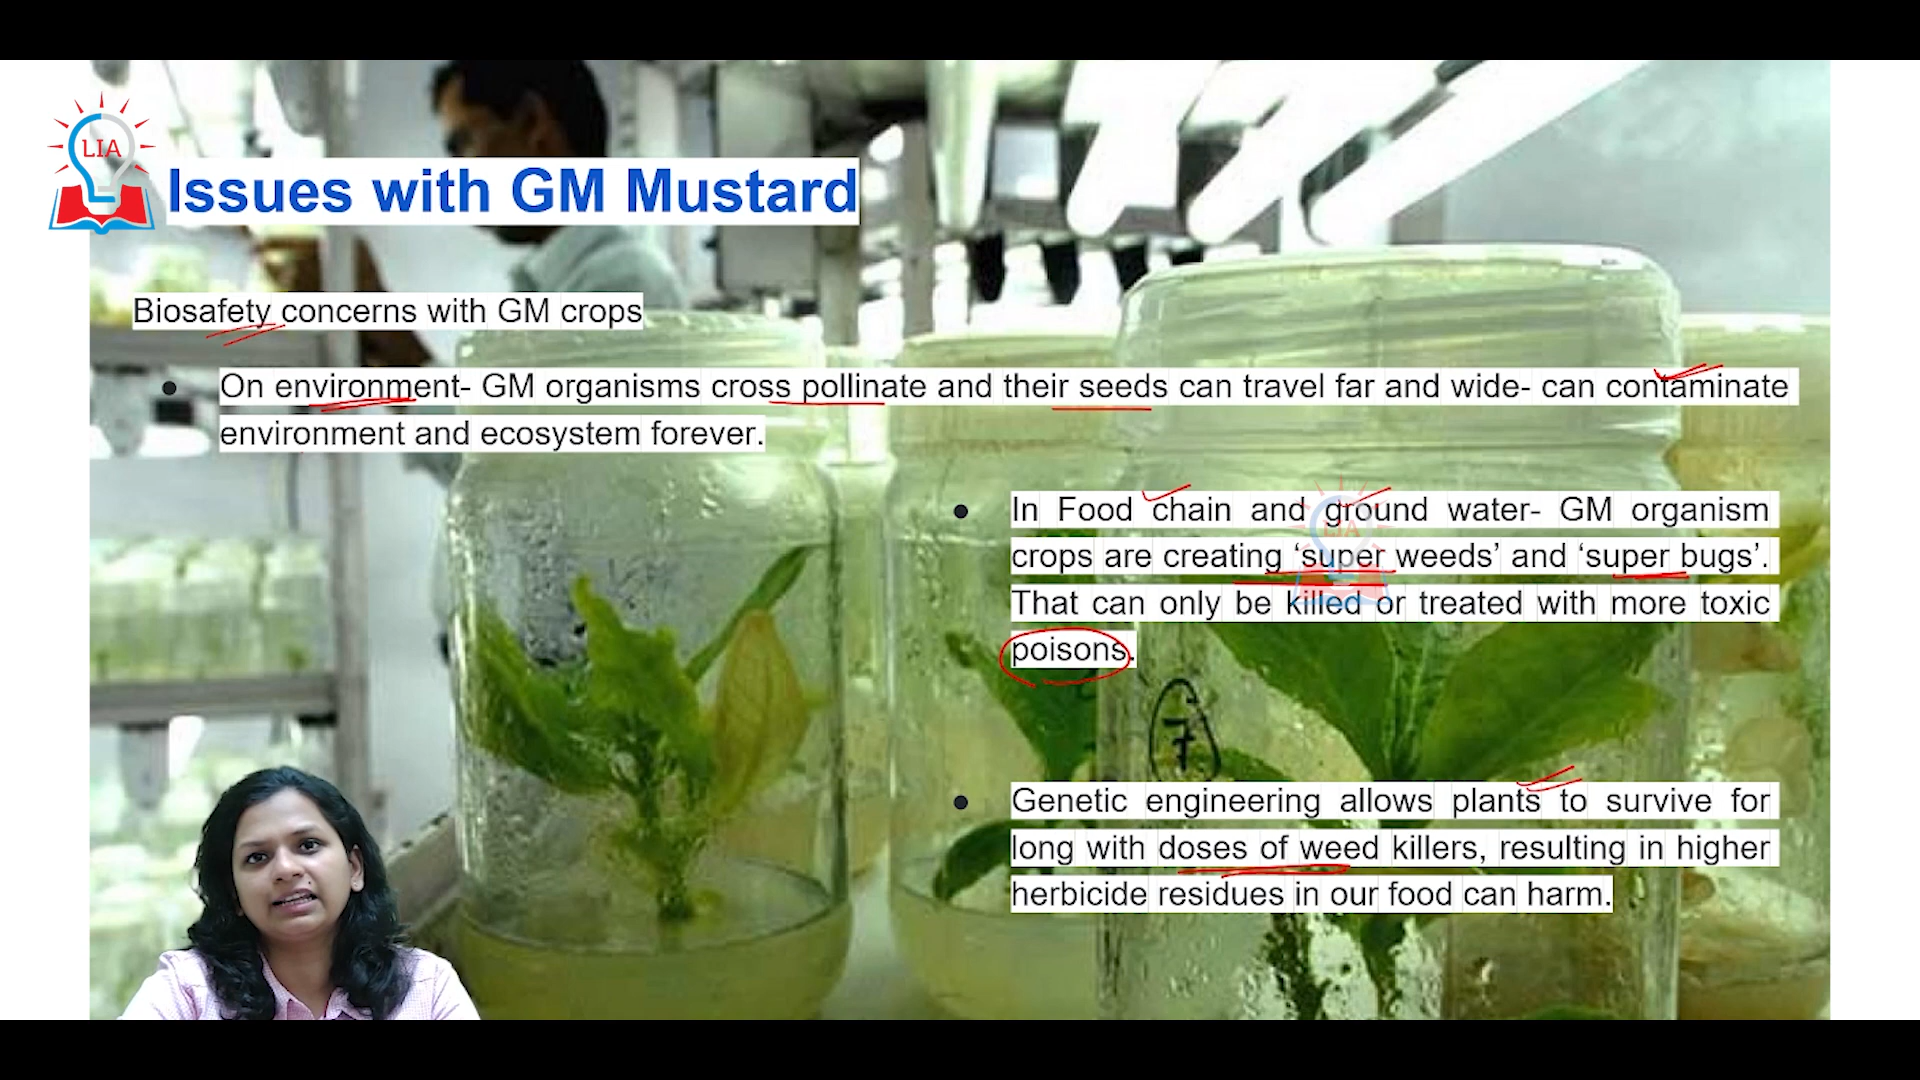 LIA
Issues with GM Mustard
Biosafety concerns with GM crops
On environment- GM organisms cross pollinate and their seeds can travel far and wide- can contaminate
environment and ecosystem forever.
In Food chain and ground water- GM organism
crops are creating ‘super weeds’ and ‘super bugs’.
That can only be killed or treated with more toxic
poisons.
LIA
7
Genetic engineering allows plants to survive for
long with doses of weed killers, resulting in higher
herbicide residues in our food can harm.